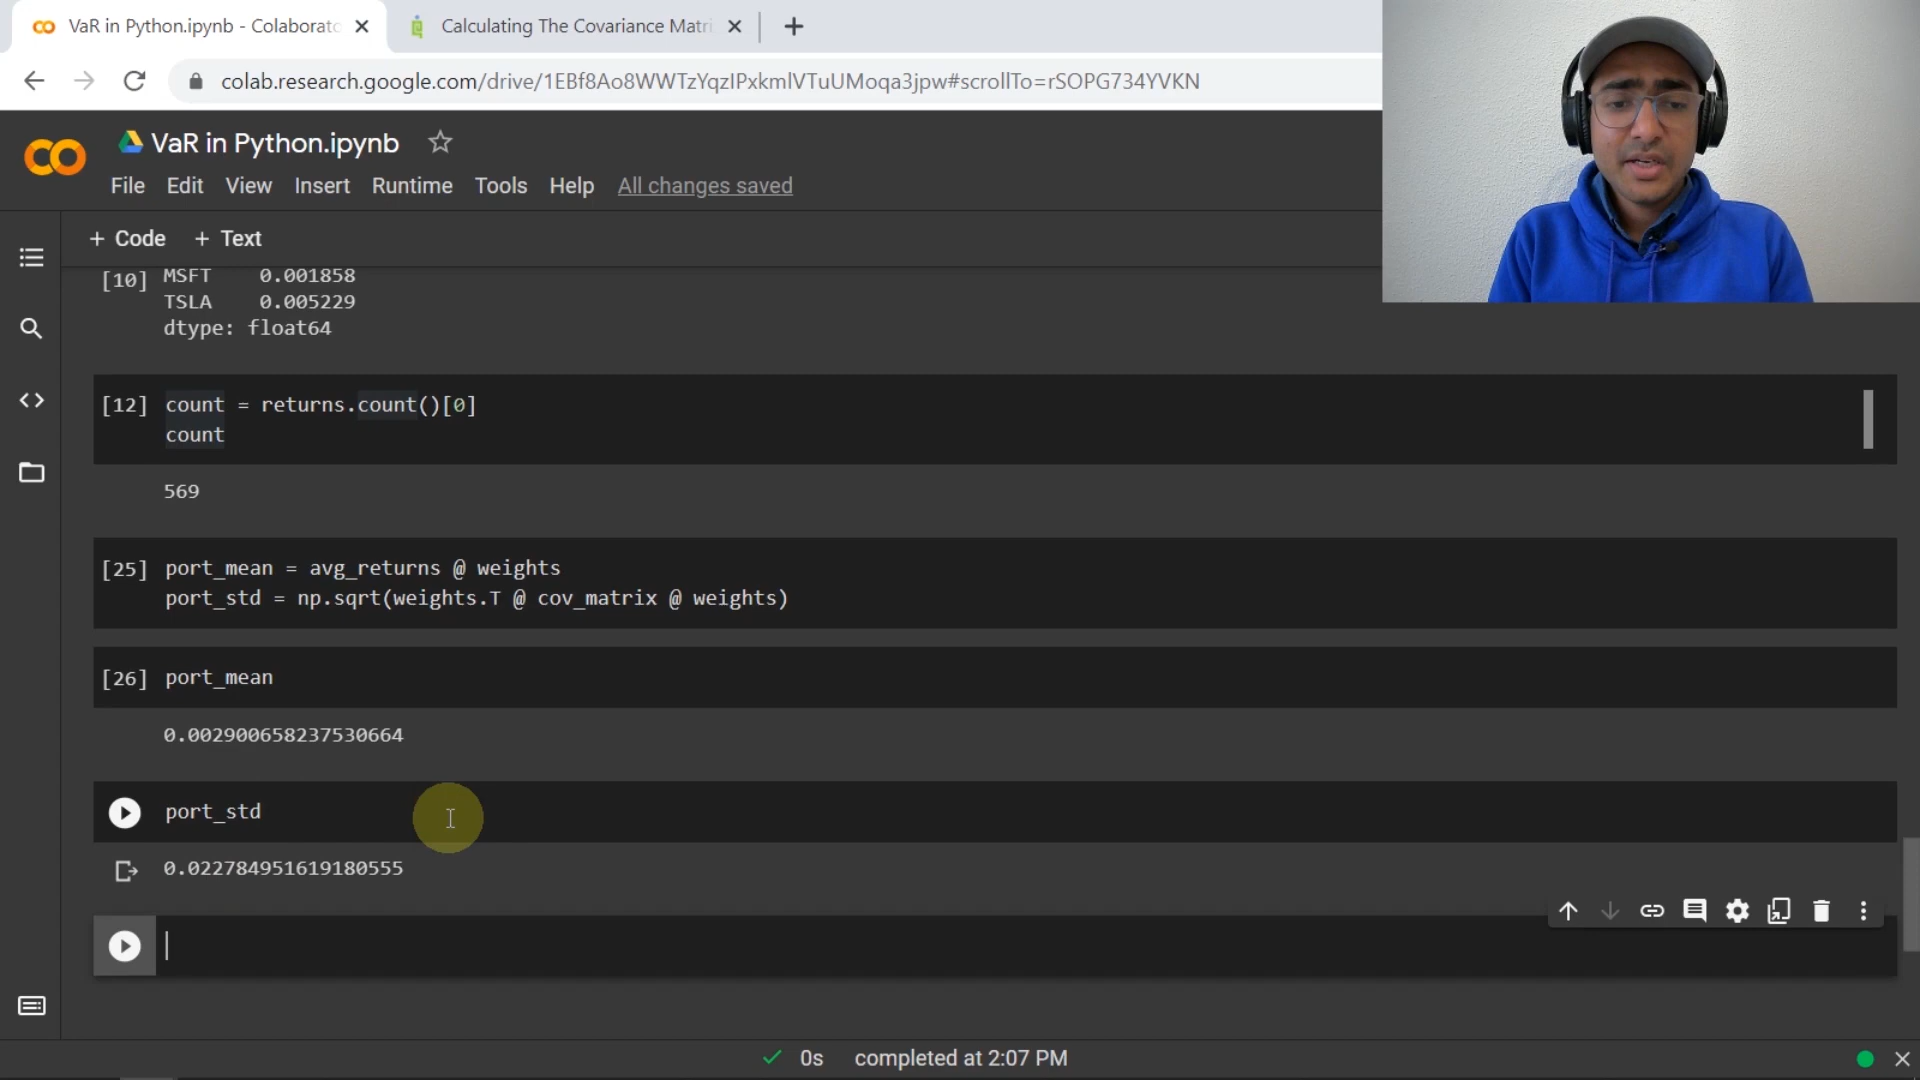 VaR in Python.ipynb - Colaborato
Calculating The Covariance Matri
colab.research.google.com/drive/1EBf8Ao8WWTzYqzIPxkmlVTuUMoqa3jpw#scrollTo=rSOPG734YVKN
VaR in Python.ipynb
File Edit View Insert Runtime Tools Help All changes saved
+ Code + Text
[10] MSFT 0.001858
TSLA 0.005229
dtype: float64
[12] count = returns.count()[0]
count
569
[25] port_mean = avg_returns @ weights
port_std = np.sqrt(weights.T @ cov_matrix @ weights)
[26] port_mean
0.0029006582375306​64
port_std
0.022784951619180555
0s completed at 2:07 PM